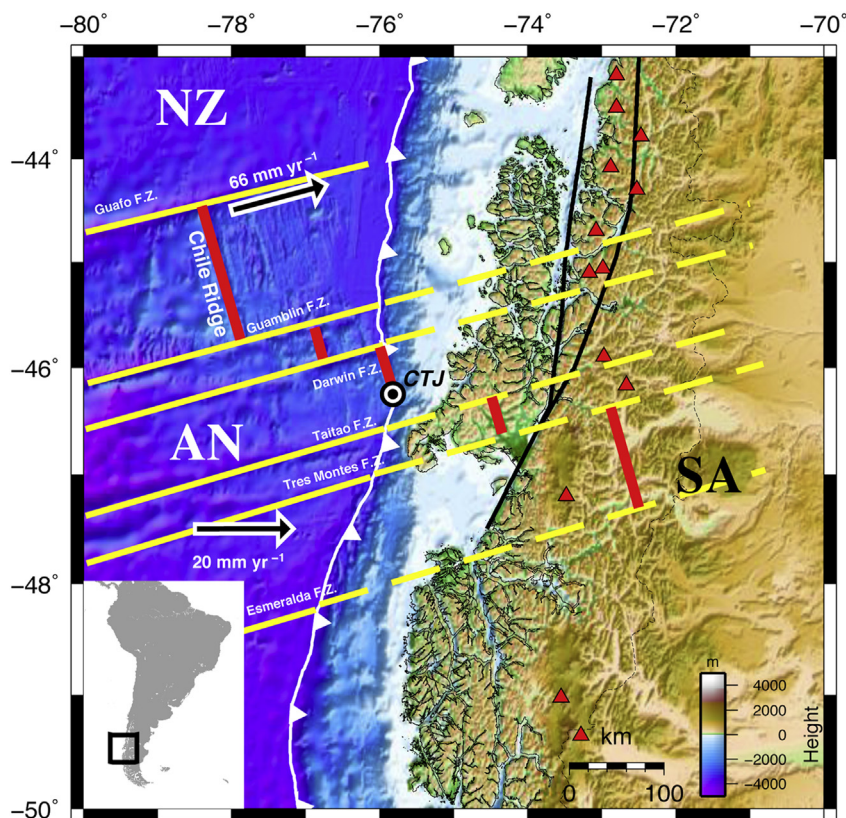 −80° −78° −76° −74° −72° −70°
NZ
−44°
66 mm yr −1
Guafo F.Z.
Chile Ridge
Guamblin F.Z.
−46°
Darwin F.Z.
CTJ
AN
Taitao F.Z.
Tres Montes F.Z.
SA
20 mm yr −1
−48°
Esmeralda F.Z.
m
4000
2000
0
−2000
−4000
Height
km
0 100
−50°